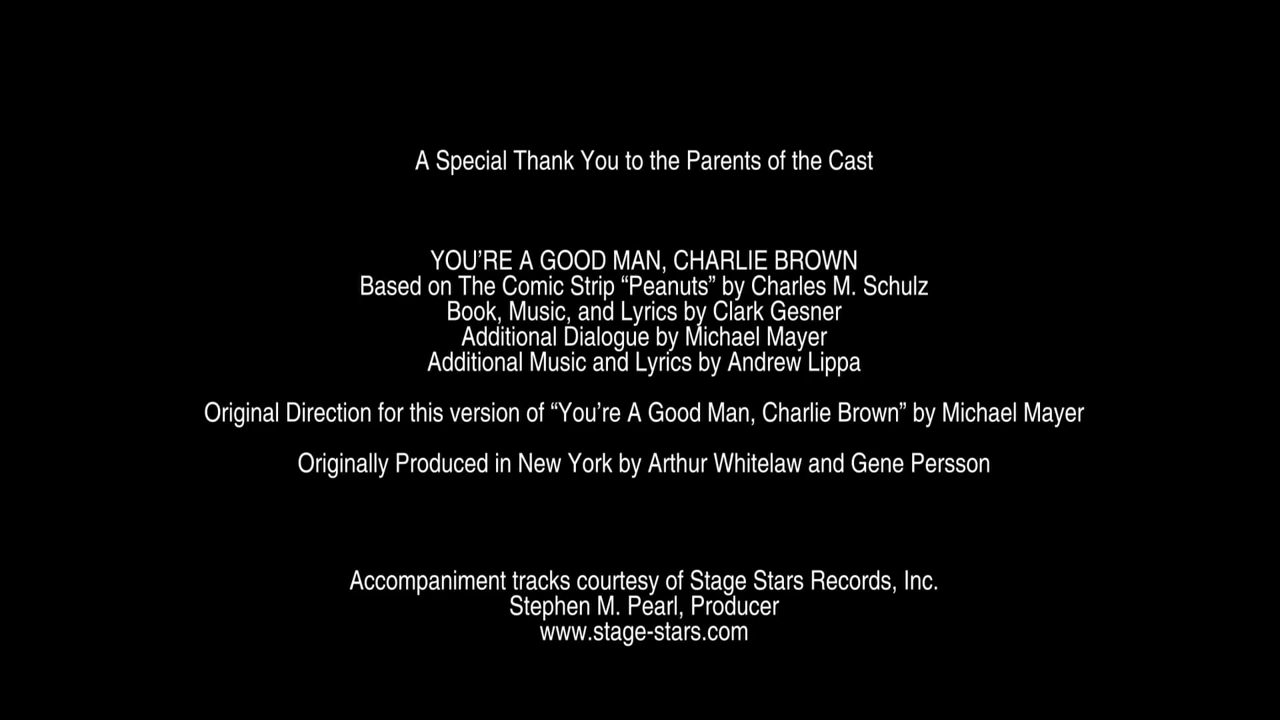 A Special Thank You to the Parents of the Cast
YOU’RE A GOOD MAN, CHARLIE BROWN
Based on The Comic Strip “Peanuts” by Charles M. Schulz
Book, Music, and Lyrics by Clark Gesner
Additional Dialogue by Michael Mayer
Additional Music and Lyrics by Andrew Lippa
Original Direction for this version of “You’re A Good Man, Charlie Brown” by Michael Mayer
Originally Produced in New York by Arthur Whitelaw and Gene Persson
Accompaniment tracks courtesy of Stage Stars Records, Inc.
Stephen M. Pearl, Producer
www.stage-stars.com